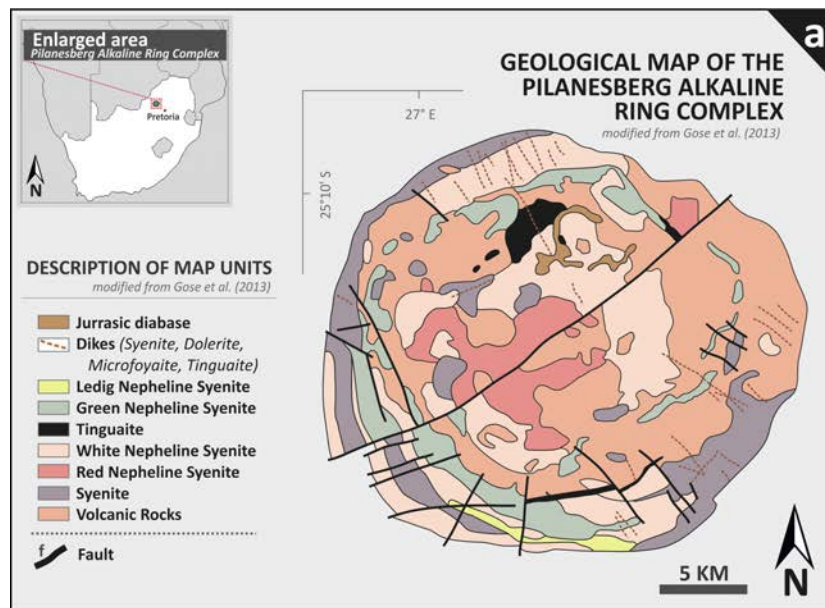 Enlarged area
Pilanesberg Alkaline Ring Complex
Pretoria
N
a
GEOLOGICAL MAP OF THE
PILANESBERG ALKALINE
RING COMPLEX
modified from Gose et al. (2013)
27° E
25°10' S
DESCRIPTION OF MAP UNITS
modified from Gose et al. (2013)
Jurrasic diabase
Dikes (Syenite, Dolerite,
Microfoyaite, Tinguaite)
Ledig Nepheline Syenite
Green Nepheline Syenite
Tinguaite
White Nepheline Syenite
Red Nepheline Syenite
Syenite
Volcanic Rocks
f
Fault
5 KM
N